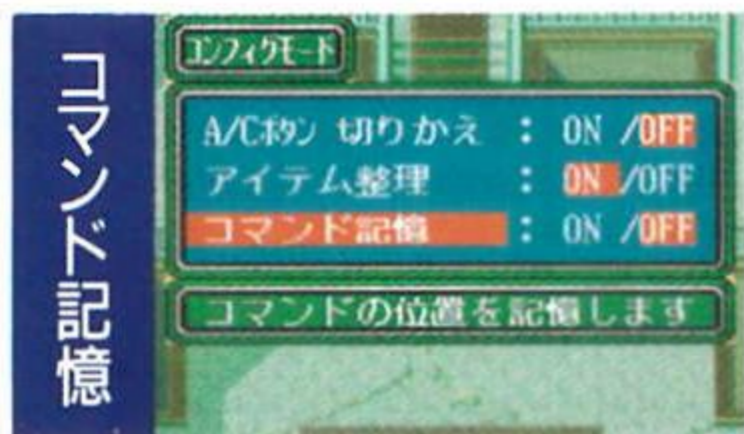 コマンド記憶
コンフィグモード
A/Cボタン 切りかえ : ON /OFF
アイテム整理 : ON /OFF
コマンド記憶 : ON /OFF
コマンドの位置を記憶します